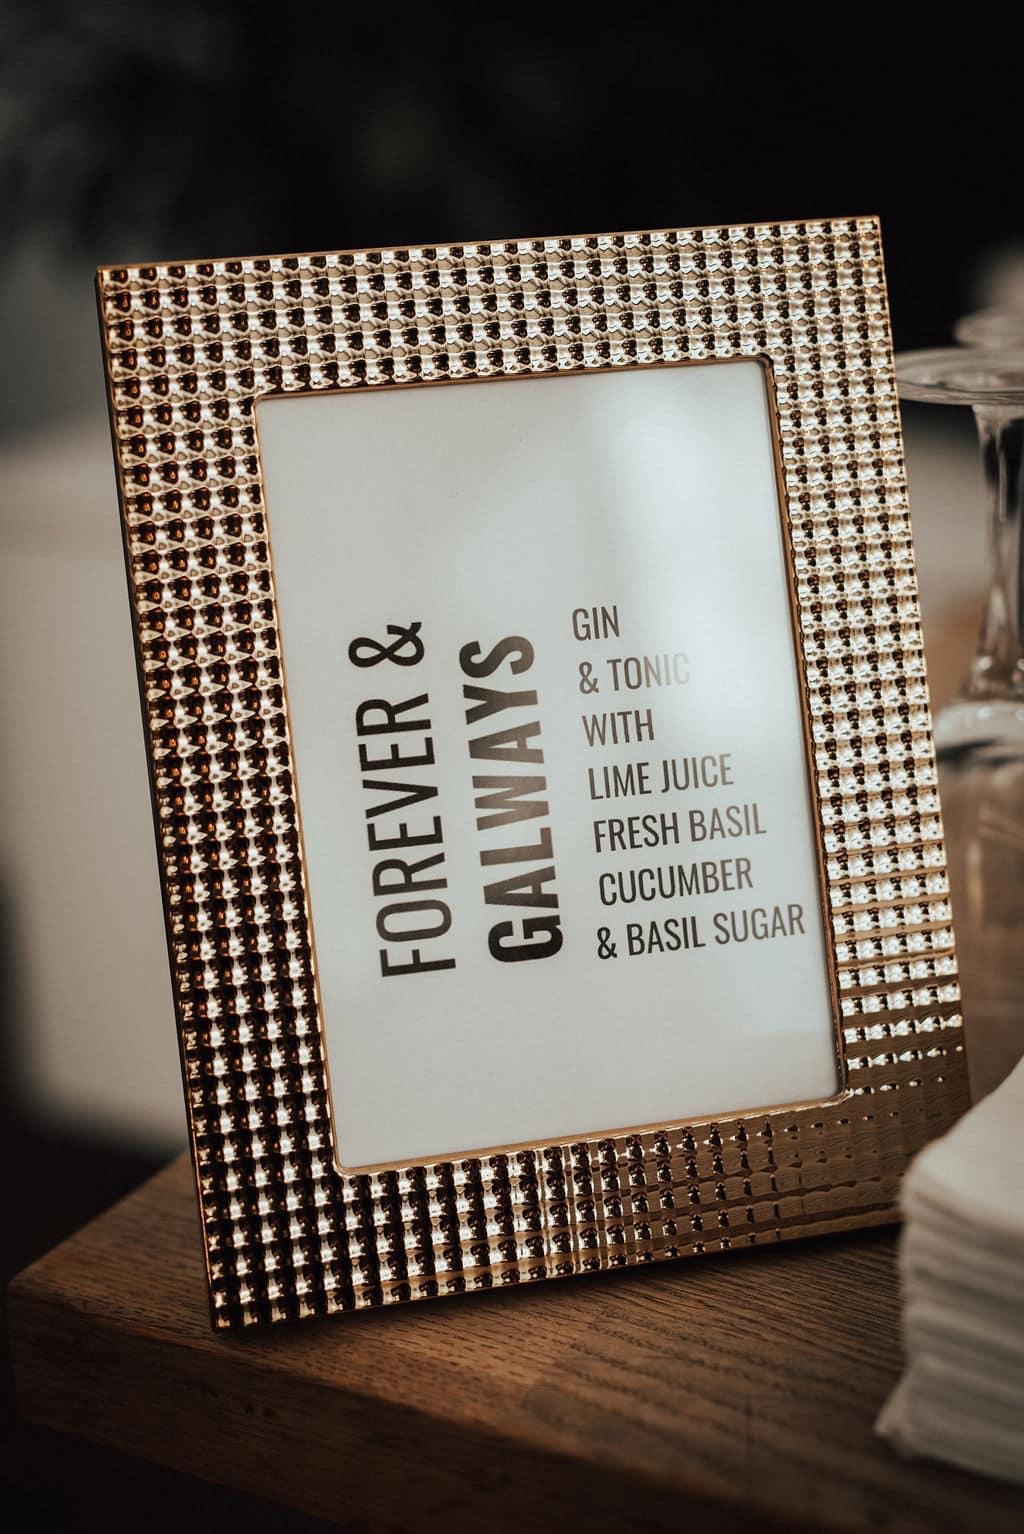 FOREVER &
GALWAYS
GIN
& TONIC
WITH
LIME JUICE
FRESH BASIL
CUCUMBER
& BASIL SUGAR